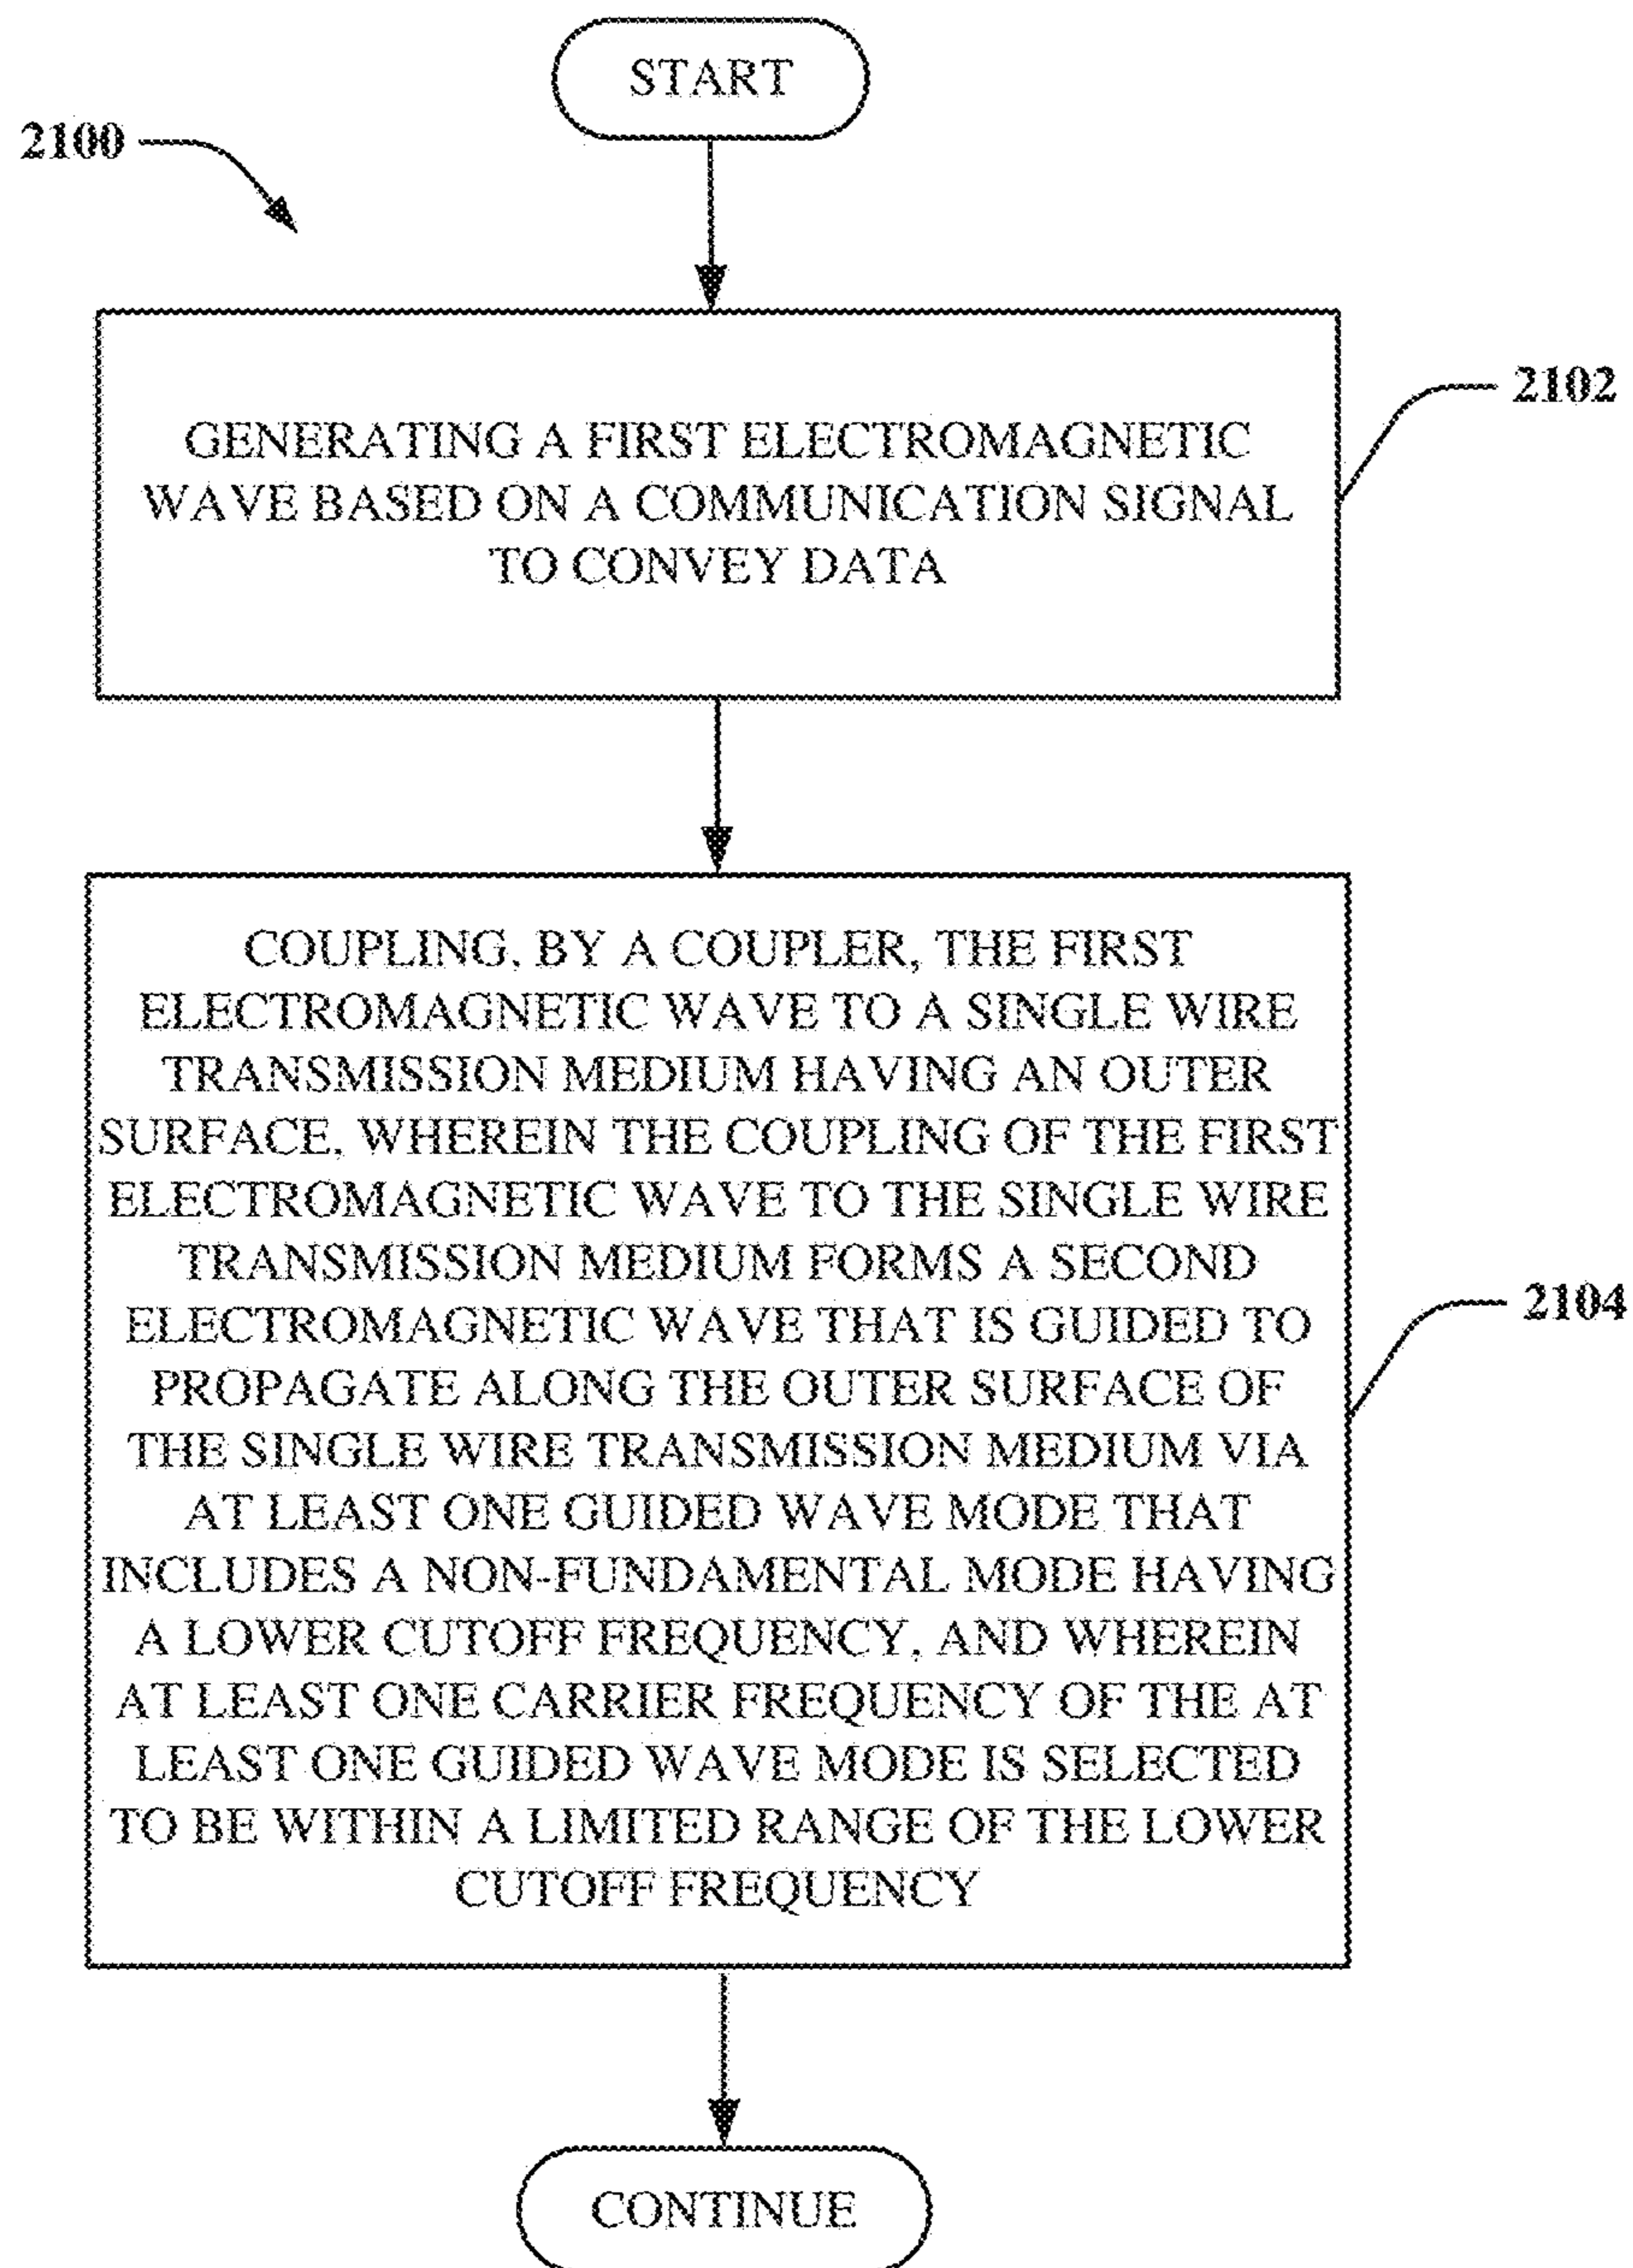 START
2100
2102
GENERATING A FIRST ELECTROMAGNETIC
WAVE BASED ON A COMMUNICATION SIGNAL
TO CONVEY DATA
COUPLING, BY A COUPLER, THE FIRST
ELECTROMAGNETIC WAVE TO A SINGLE WIRE
TRANSMISSION MEDIUM HAVING AN OUTER
SURFACE, WHEREIN THE COUPLING OF THE FIRST
ELECTROMAGNETIC WAVE TO THE SINGLE WIRE
TRANSMISSION MEDIUM FORMS A SECOND
ELECTROMAGNETIC WAVE THAT IS GUIDED TO
PROPAGATE ALONG THE OUTER SURFACE OF
THE SINGLE WIRE TRANSMISSION MEDIUM VIA
AT LEAST ONE GUIDED WAVE MODE THAT
INCLUDES A NON-FUNDAMENTAL MODE HAVING
A LOWER CUTOFF FREQUENCY, AND WHEREIN
AT LEAST ONE CARRIER FREQUENCY OF THE AT
LEAST ONE GUIDED WAVE MODE IS SELECTED
TO BE WITHIN A LIMITED RANGE OF THE LOWER
CUTOFF FREQUENCY
2104
CONTINUE